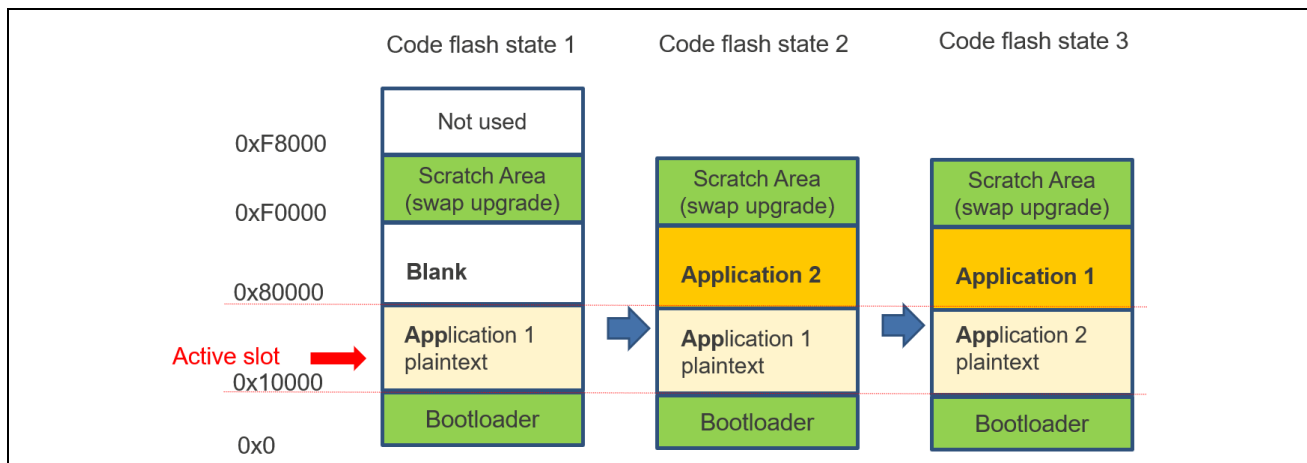 Code flash state 1
Code flash state 2
Code flash state 3
Not used
0xF8000
Scratch Area
(swap upgrade)
Scratch Area
(swap upgrade)
Scratch Area
(swap upgrade)
0xF0000
Blank
Application 2
Application 1
0x80000
Application 1
plaintext
Application 1
plaintext
Application 2
plaintext
Active slot
0x10000
Bootloader
Bootloader
Bootloader
0x0